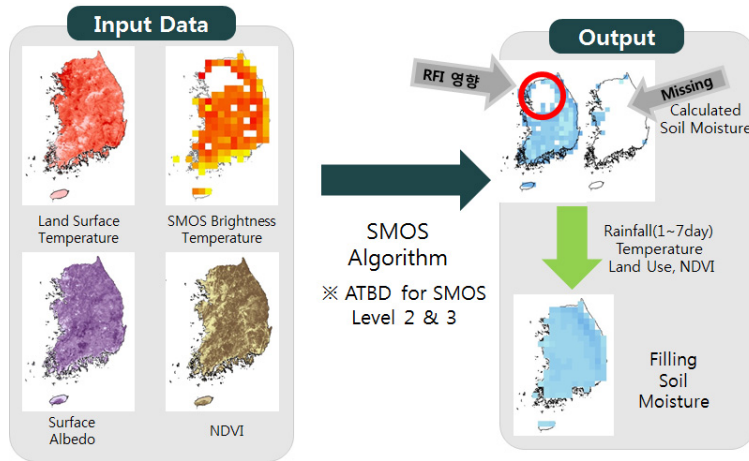 Input Data
Land Surface
Temperature
SMOS Brightness
Temperature
Surface
Albedo
NDVI
SMOS
Algorithm
※ ATBD for SMOS
Level 2 & 3
Output
RFI 영향
Missing
Calculated
Soil Moisture
Rainfall(1~7day)
Temperature
Land Use, NDVI
Filling
Soil
Moisture